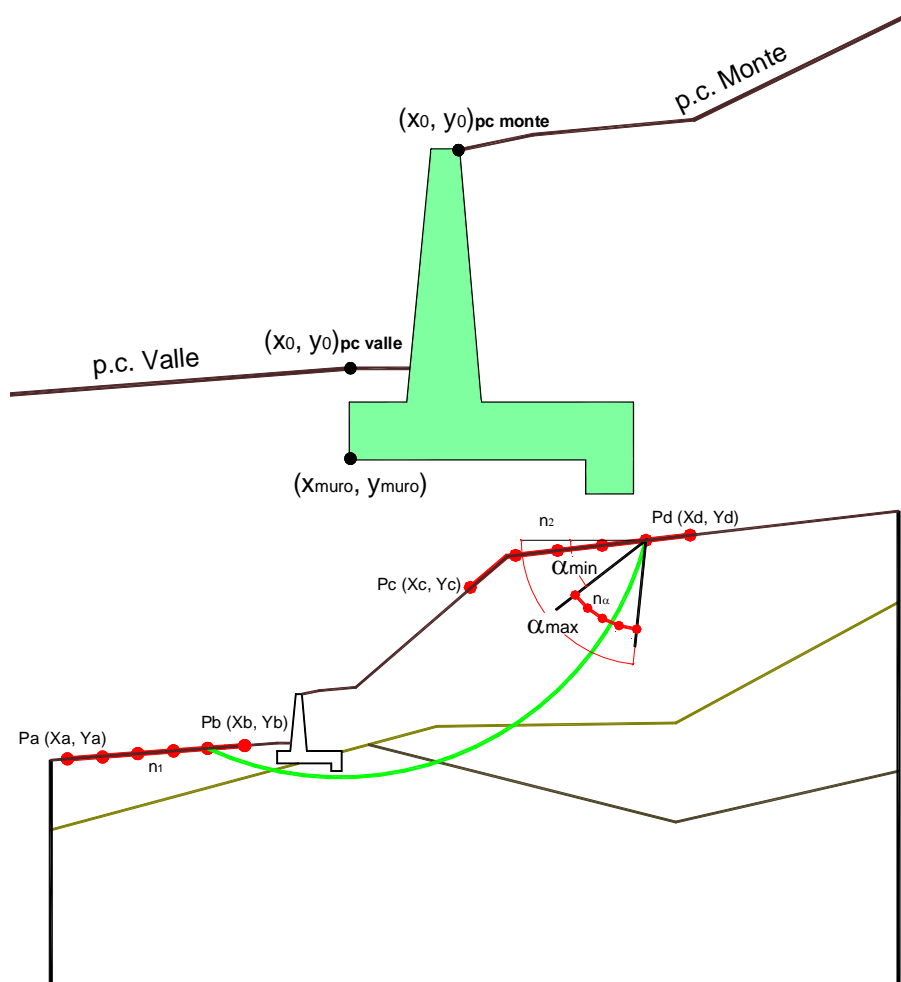 p.c. Monte
(x0, y0)pc monte
(x0, y0)pc valle
p.c. Valle
(xmuro, ymuro)
n2
Pd (Xd, Yd)
αmin
Pc (Xc, Yc)
nα
αmax
Pb (Xb, Yb)
Pa (Xa, Ya)
n1